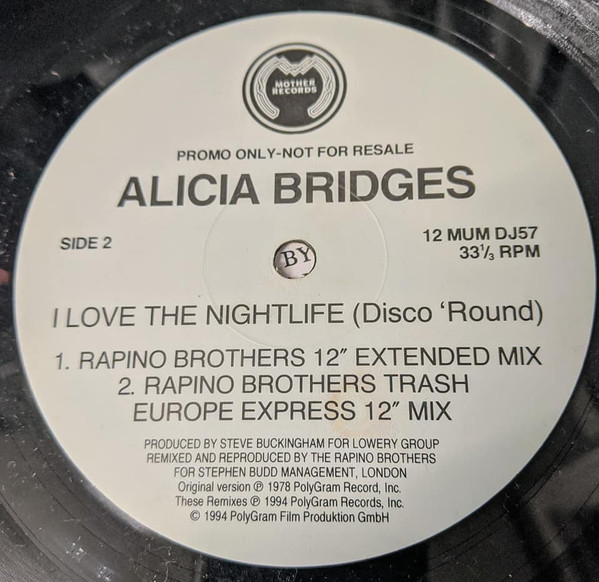 MOTHER
RECORDS
PROMO ONLY-NOT FOR RESALE
ALICIA BRIDGES
SIDE 2
12 MUM DJ57
33⅓ RPM
BY
I LOVE THE NIGHTLIFE (Disco ‘Round)
1. RAPINO BROTHERS 12″ EXTENDED MIX
2. RAPINO BROTHERS TRASH
EUROPE EXPRESS 12″ MIX
PRODUCED BY STEVE BUCKINGHAM FOR LOWERY GROUP
REMIXED AND REPRODUCED BY THE RAPINO BROTHERS
FOR STEPHEN BUDD MANAGEMENT, LONDON
Original version ℗ 1978 PolyGram Record, Inc.
These Remixes ℗ 1994 PolyGram Records, Inc.
© 1994 PolyGram Film Produktion GmbH